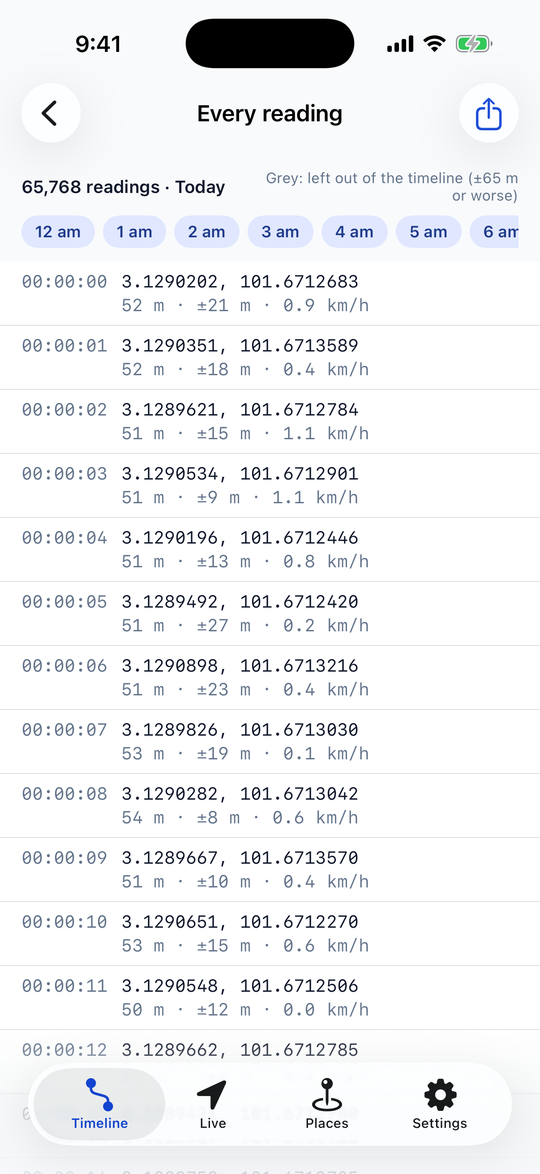 9:41
Every reading
65,768 readings · Today
Grey: left out of the timeline (±65 m
or worse)
12 am 1 am 2 am 3 am 4 am 5 am 6 am
00:00:00 3.1290202, 101.6712683
52 m · ±21 m · 0.9 km/h
00:00:01 3.1290351, 101.6713589
52 m · ±18 m · 0.4 km/h
00:00:02 3.1289621, 101.6712784
51 m · ±15 m · 1.1 km/h
00:00:03 3.1290534, 101.6712901
51 m · ±9 m · 1.1 km/h
00:00:04 3.1290196, 101.6712446
51 m · ±13 m · 0.8 km/h
00:00:05 3.1289492, 101.6712420
51 m · ±27 m · 0.2 km/h
00:00:06 3.1290898, 101.6713216
51 m · ±23 m · 0.4 km/h
00:00:07 3.1289826, 101.6713030
53 m · ±19 m · 0.1 km/h
00:00:08 3.1290282, 101.6713042
54 m · ±8 m · 0.6 km/h
00:00:09 3.1289667, 101.6713570
51 m · ±10 m · 0.4 km/h
00:00:10 3.1290651, 101.6712270
53 m · ±15 m · 0.6 km/h
00:00:11 3.1290548, 101.6712506
50 m · ±12 m · 0.0 km/h
00:00:12 3.1289662, 101.6712785
Timeline Live Places Settings